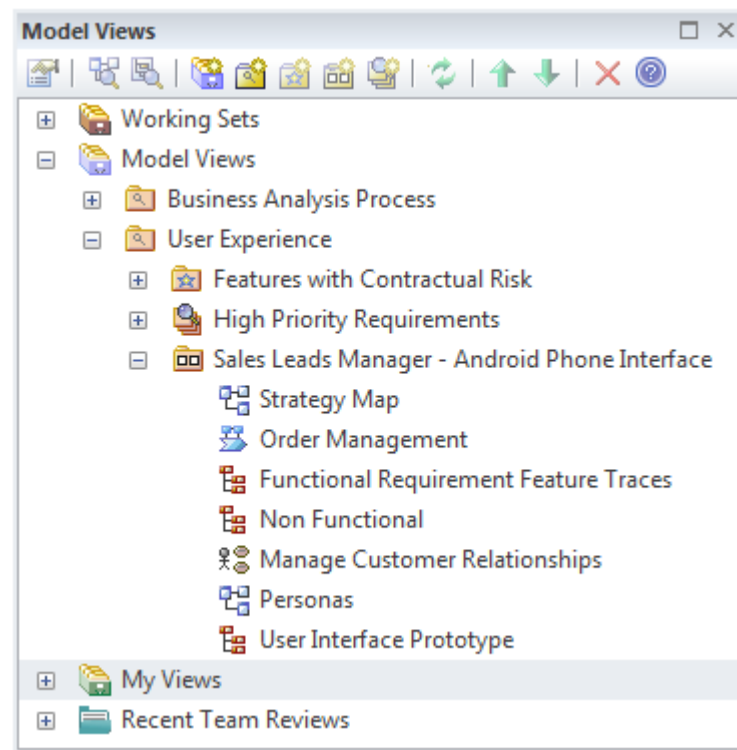 Model Views
Working Sets
Model Views
Business Analysis Process
User Experience
Features with Contractual Risk
High Priority Requirements
Sales Leads Manager - Android Phone Interface
Strategy Map
Order Management
Functional Requirement Feature Traces
Non Functional
Manage Customer Relationships
Personas
User Interface Prototype
My Views
Recent Team Reviews